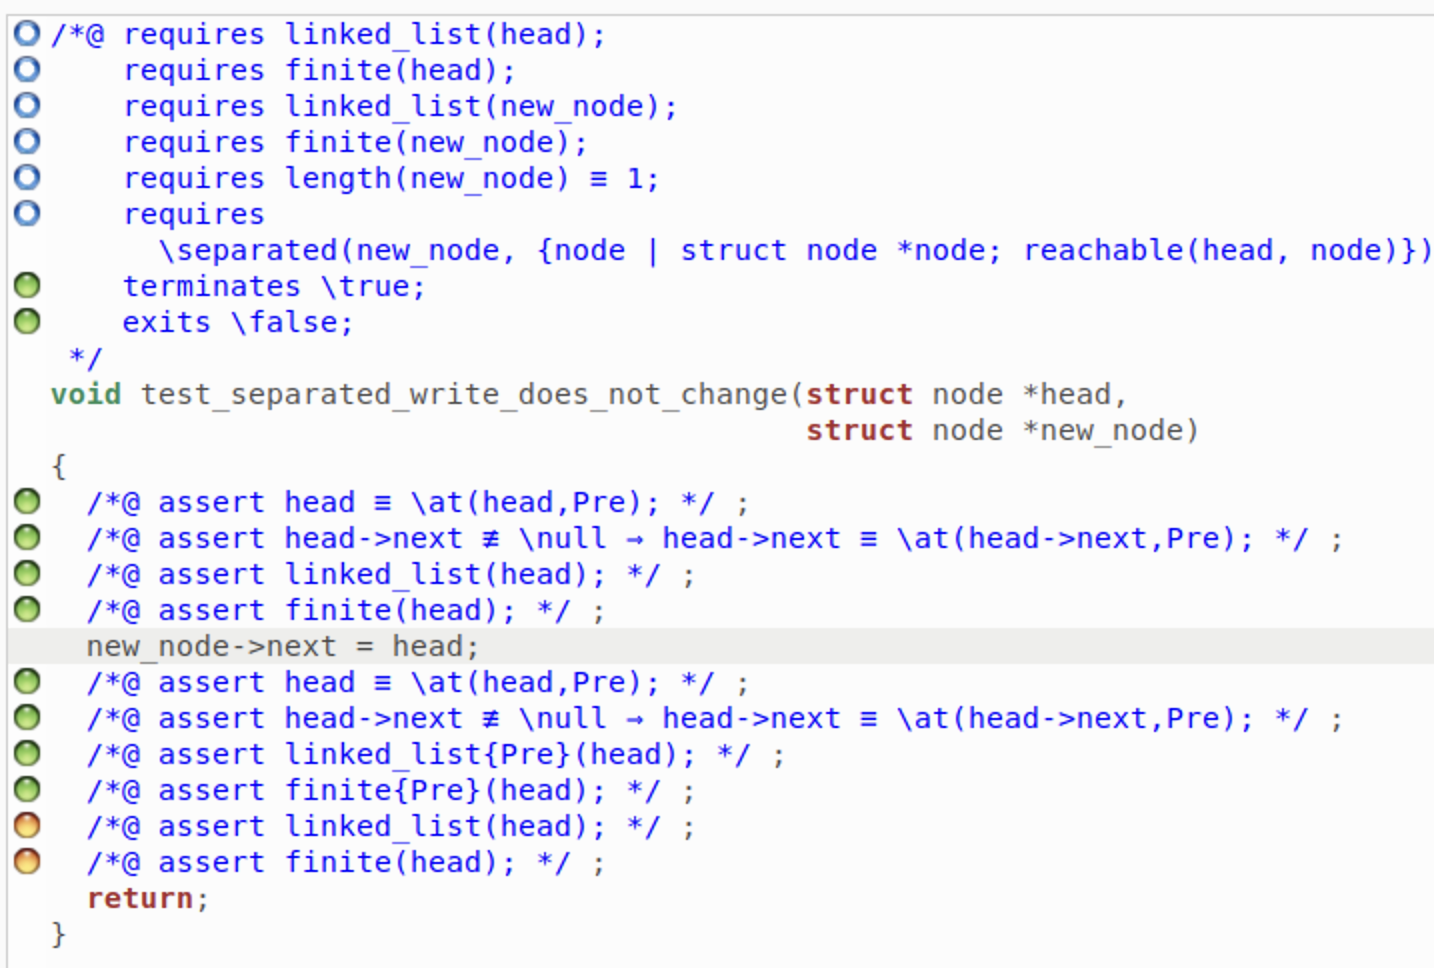 /*@ requires linked_list(head);
requires finite(head);
requires linked_list(new_node);
requires finite(new_node);
requires length(new_node) ≡ 1;
requires
\separated(new_node, {node | struct node *node; reachable(head, node)})
terminates \true;
exits \false;
*/
void test_separated_write_does_not_change(struct node *head,
struct node *new_node)
{
/*@ assert head ≡ \at(head,Pre); */ ;
/*@ assert head->next ≢ \null → head->next ≡ \at(head->next,Pre); */ ;
/*@ assert linked_list(head); */ ;
/*@ assert finite(head); */ ;
new_node->next = head;
/*@ assert head ≡ \at(head,Pre); */ ;
/*@ assert head->next ≢ \null → head->next ≡ \at(head->next,Pre); */ ;
/*@ assert linked_list{Pre}(head); */ ;
/*@ assert finite{Pre}(head); */ ;
/*@ assert linked_list(head); */ ;
/*@ assert finite(head); */ ;
return;
}